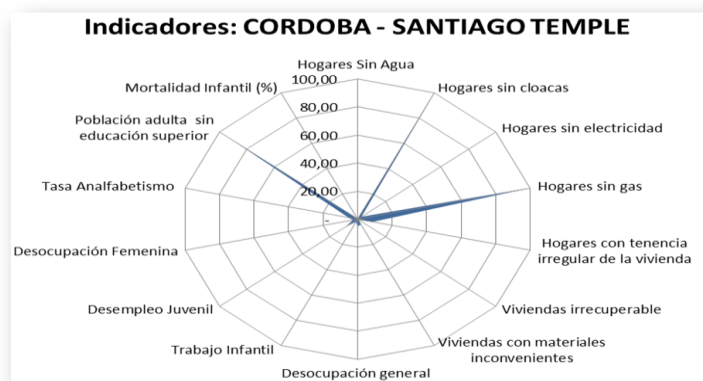 Indicadores: CORDOBA - SANTIAGO TEMPLE
Hogares Sin Agua
Hogares sin cloacas
Hogares sin electricidad
Hogares sin gas
Hogares con tenencia
irregular de la vivienda
Viviendas irrecuperable
Viviendas con materiales
inconvenientes
Desocupación general
Trabajo Infantil
Desempleo Juvenil
Desocupación Femenina
Tasa Analfabetismo
Población adulta sin
educación superior
Mortalidad Infantil (%)
100,00
80,00
60,00
40,00
20,00
-